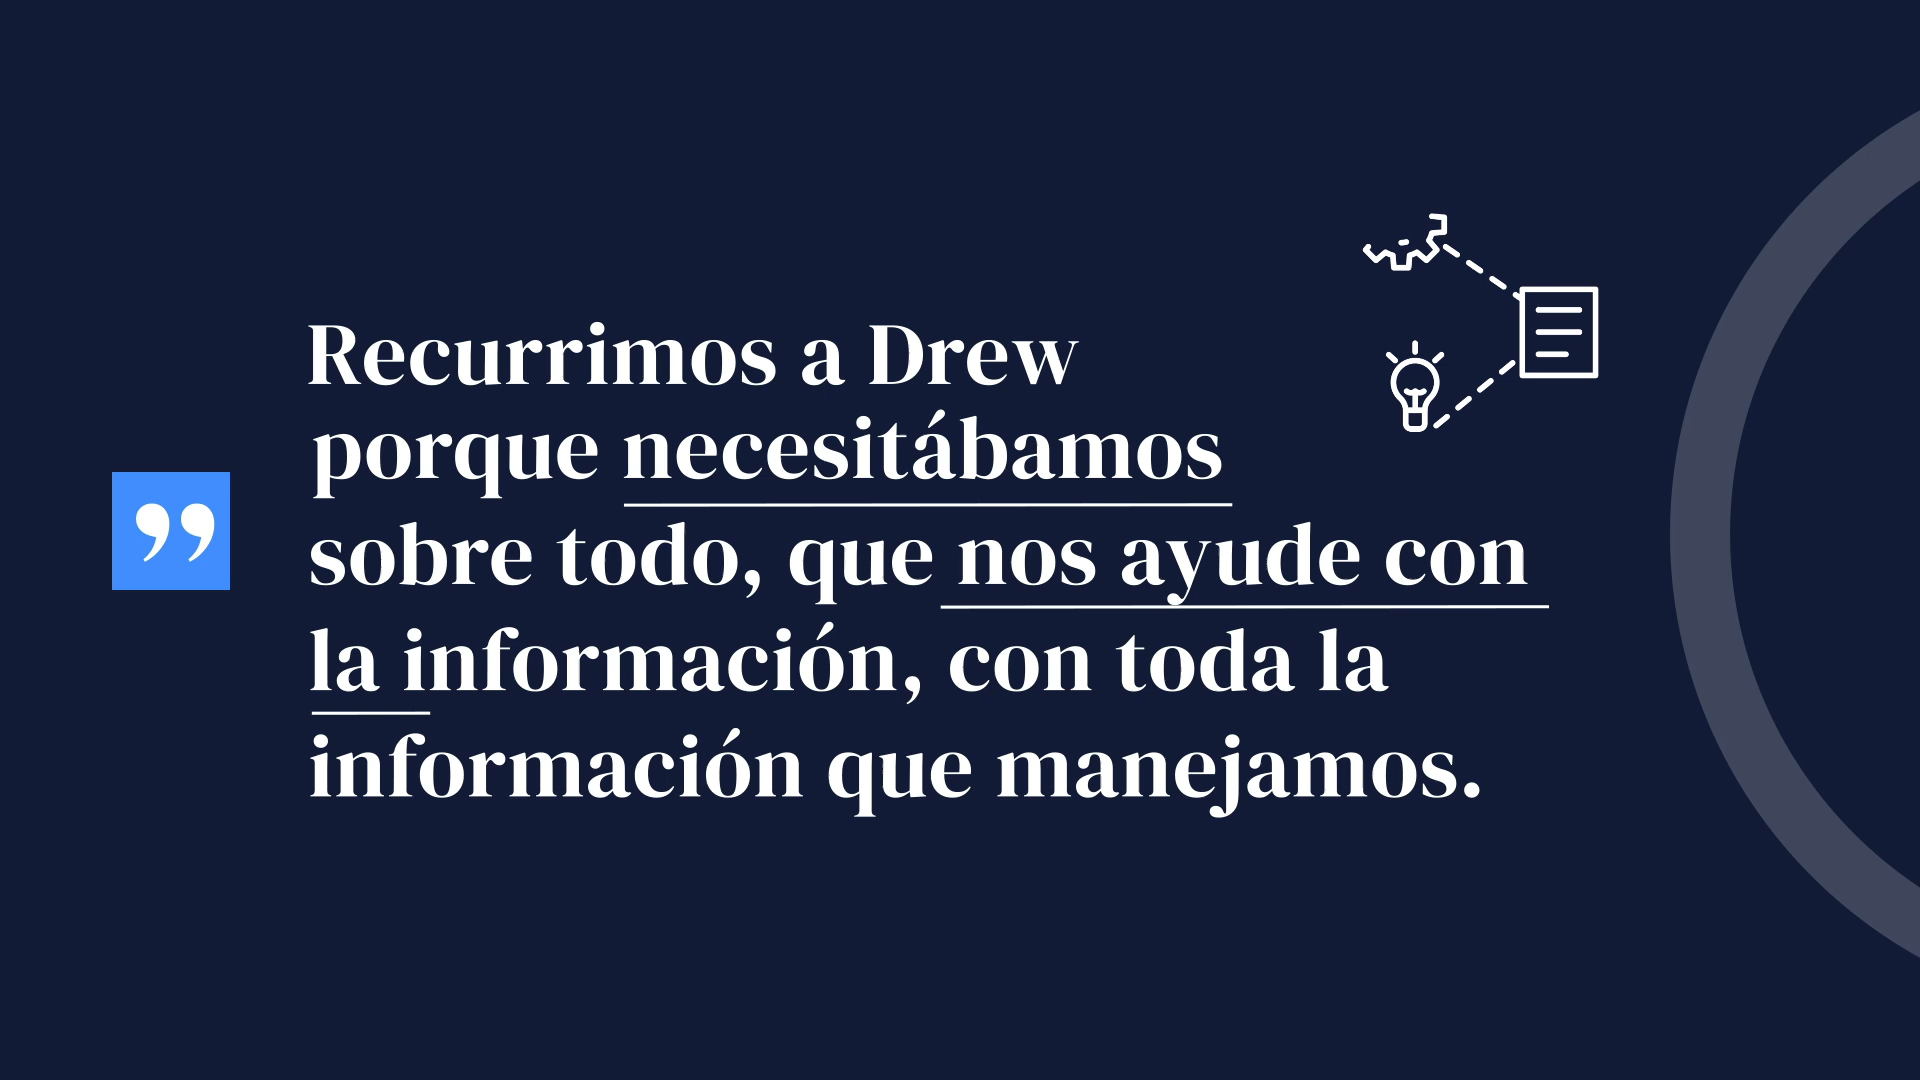 Recurrimos a Drew
porque necesitábamos
sobre todo, que nos ayude con
la información, con toda la
información que manejamos.